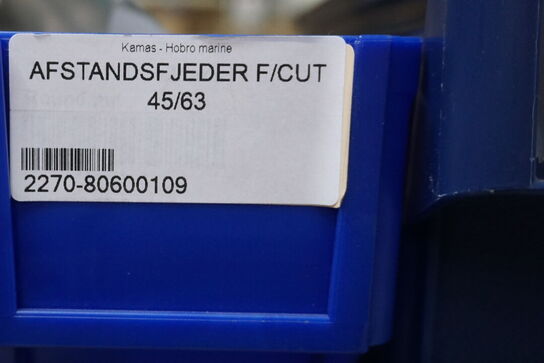 Kamas - Hobro marine
AFSTANDSFJEDER F/CUT
45/63
2270-80600109